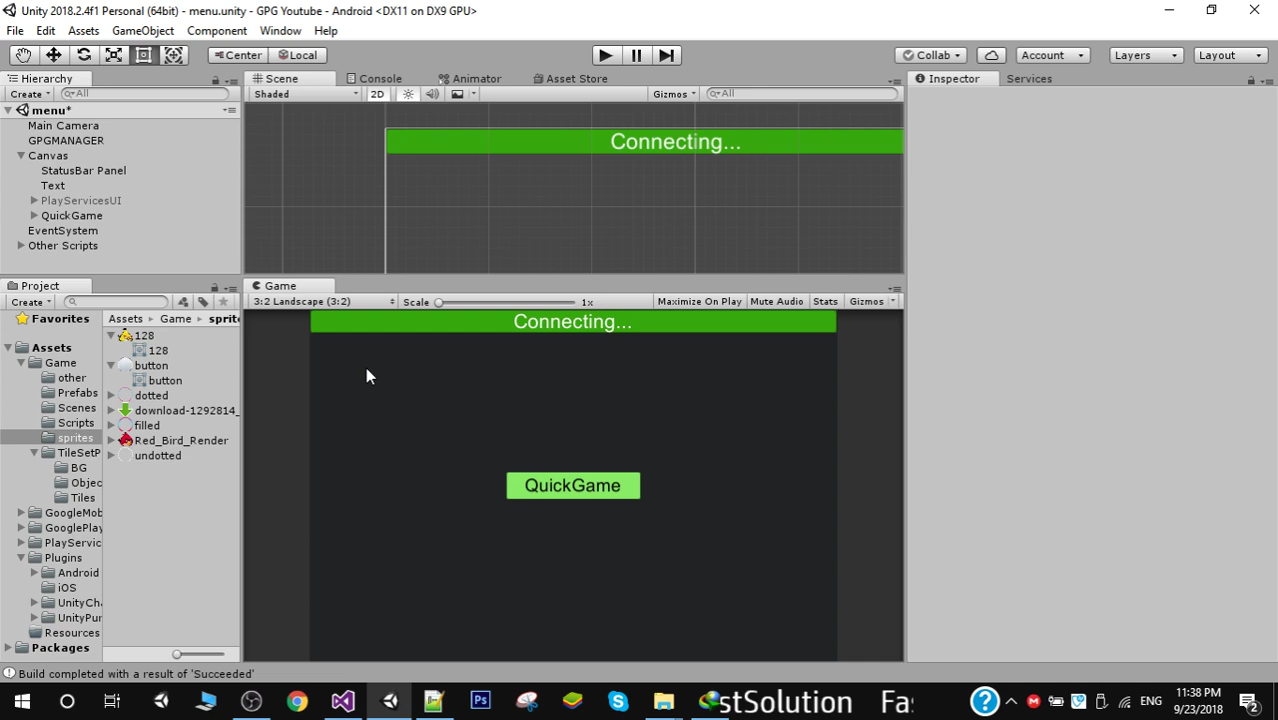 Unity 2018.2.4f1 Personal (64bit) - menu.unity - GPG Youtube - Android <DX11 on DX9 GPU>
File Edit Assets GameObject Component Window Help
Center Local Collab Account Layers Layout
Hierarchy Scene Console Animator Asset Store Inspector Services
Create All Shaded 2D Gizmos All
menu*
Main Camera
GPGMANAGER
Canvas
StatusBar Panel
Text
PlayServicesUI
QuickGame
EventSystem
Other Scripts
Connecting...
Project Game
Create 3:2 Landscape (3:2) Scale 1x Maximize On Play Mute Audio Stats Gizmos
Favorites
Assets
Game
other
Prefabs
Scenes
Scripts
sprites
TileSetP
BG
Objec
Tiles
GoogleMob
GooglePlay
PlayServic
Plugins
Android
iOS
UnityCh
UnityPur
Resources
Packages
Assets Game sprit
128
128
button
button
dotted
download-1292814_
filled
Red_Bird_Render
undotted
Connecting...
QuickGame
Build completed with a result of 'Succeeded'
Ps stSolution Fa ENG 11:38 PM
9/23/2018 2